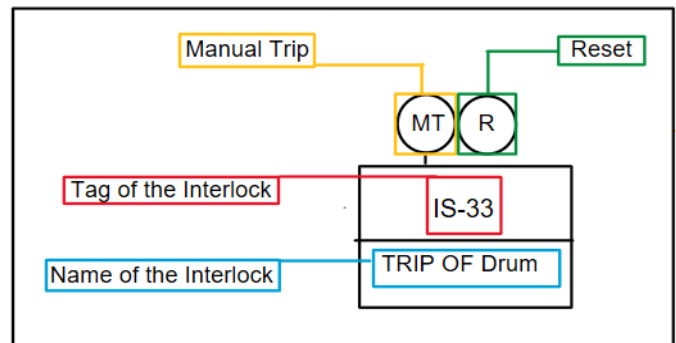 Manual Trip
Reset
MT
R
Tag of the Interlock
IS-33
Name of the Interlock
TRIP OF Drum